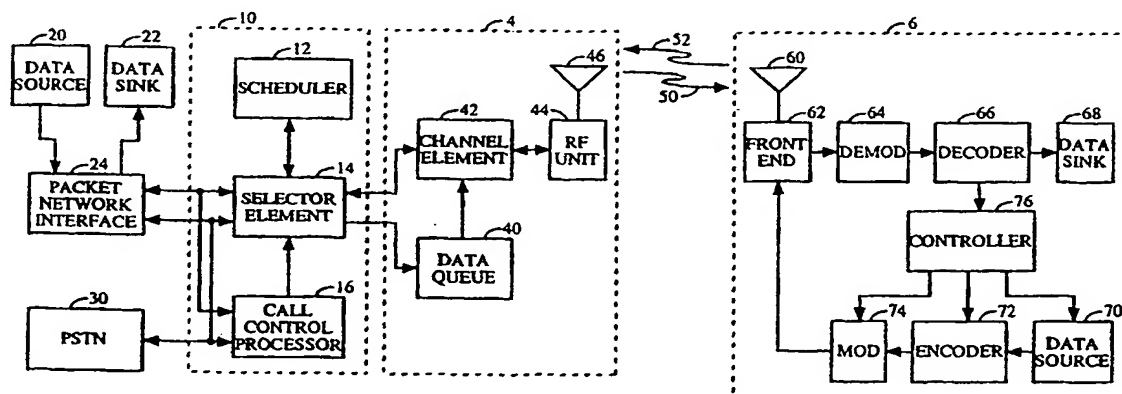 10
4
6
20
22
DATA
SOURCE
DATA
SINK
12
SCHEDULER
24
PACKET
NETWORK
INTERFACE
14
SELECTOR
ELEMENT
30
PSTN
16
CALL
CONTROL
PROCESSOR
42
CHANNEL
ELEMENT
44
RF
UNIT
46
40
DATA
QUEUE
52
50
60
62
FRONT
END
64
DEMOD
66
DECODER
68
DATA
SINK
76
CONTROLLER
74
MOD
72
ENCODER
70
DATA
SOURCE